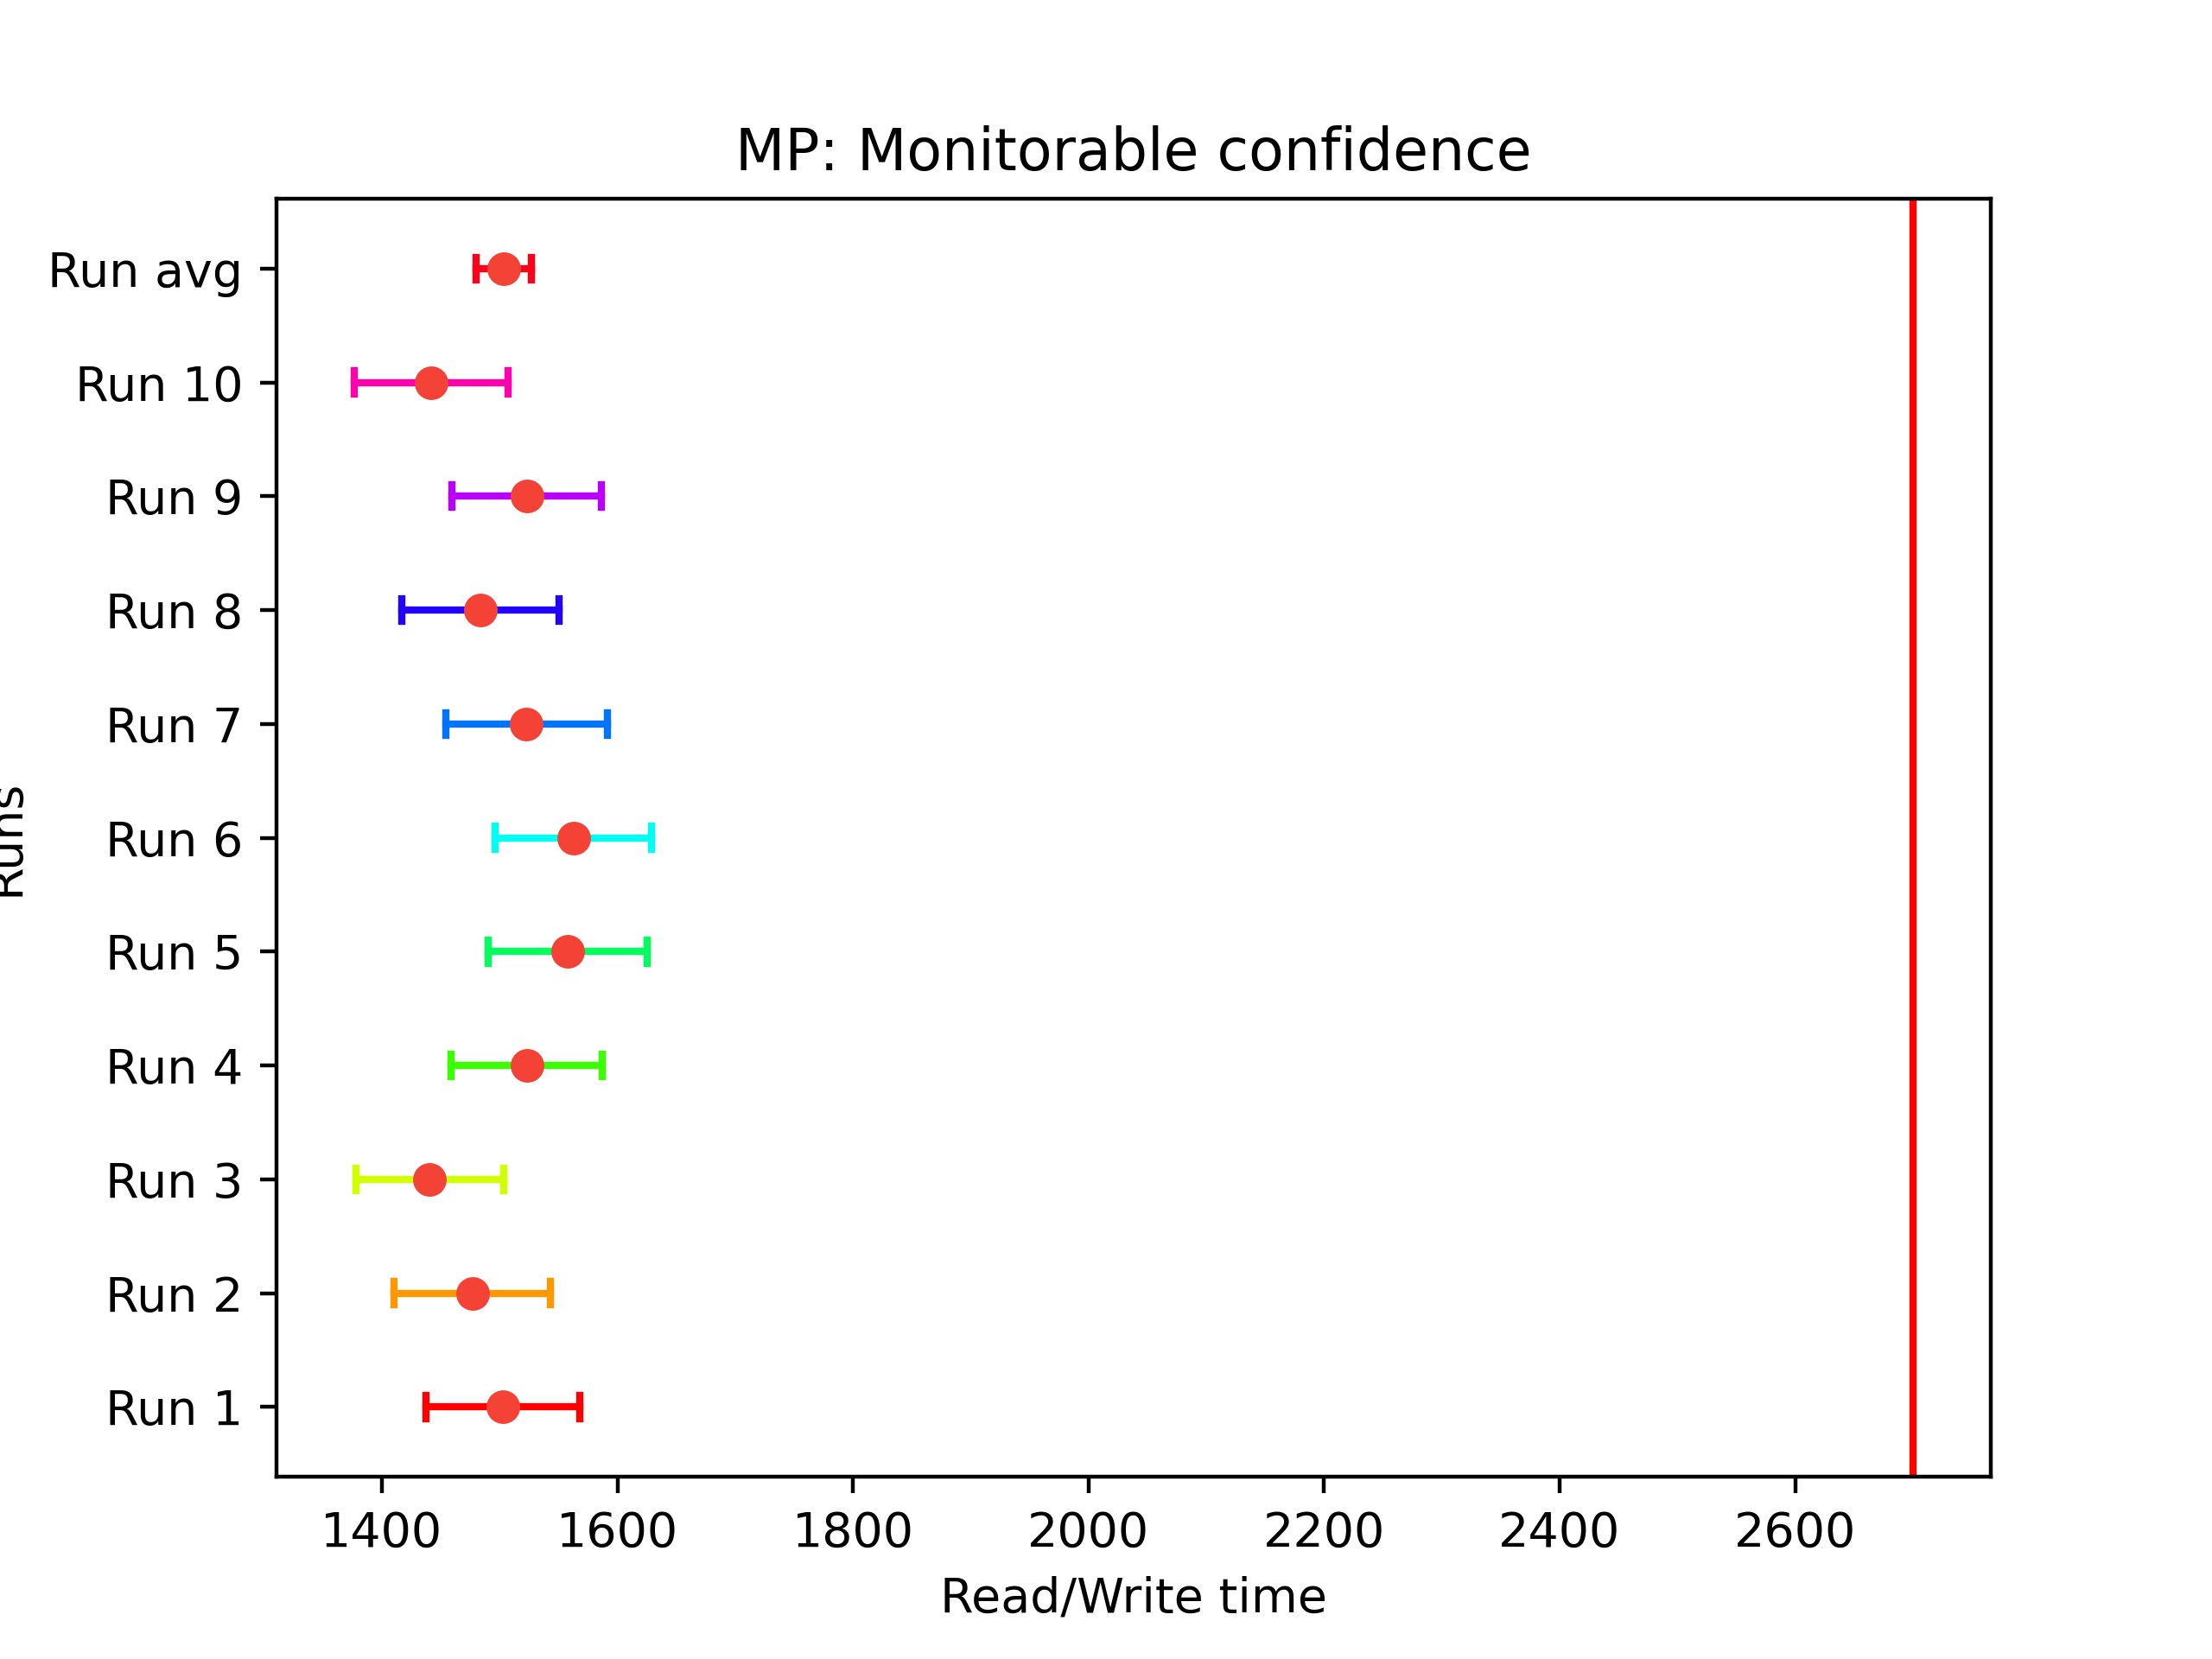 MP: Monitorable confidence
Run avg
Run 10
Run 9
Run 8
Run 7
Run 6
Run 5
Run 4
Run 3
Run 2
Run 1
Runs
1400 1600 1800 2000 2200 2400 2600
Read/Write time